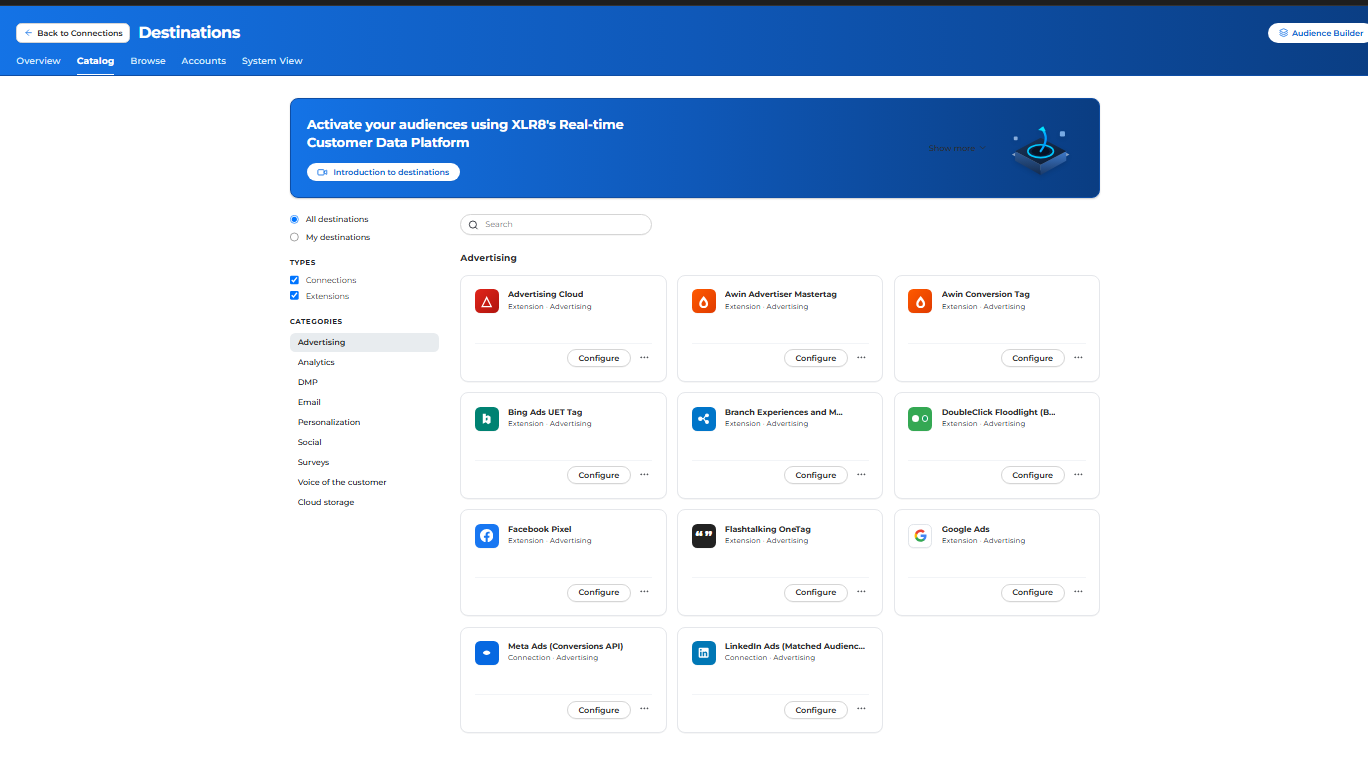 Back to Connections
Destinations
Audience Builder
Overview
Catalog
Browse
Accounts
System View
Activate your audiences using XLR8's Real-time
Customer Data Platform
Show more
Introduction to destinations
All destinations
My destinations
TYPES
Connections
Extensions
CATEGORIES
Advertising
Analytics
DMP
Email
Personalization
Social
Surveys
Voice of the customer
Cloud storage
Search
Advertising
Advertising Cloud
Extension · Advertising
Configure
Awin Advertiser Mastertag
Extension · Advertising
Configure
Awin Conversion Tag
Extension · Advertising
Configure
Bing Ads UET Tag
Extension · Advertising
Configure
Branch Experiences and M...
Extension · Advertising
Configure
DoubleClick Floodlight (B...
Extension · Advertising
Configure
Facebook Pixel
Extension · Advertising
Configure
Flashtalking OneTag
Extension · Advertising
Configure
Google Ads
Extension · Advertising
Configure
Meta Ads (Conversions API)
Connection · Advertising
Configure
LinkedIn Ads (Matched Audienc...
Connection · Advertising
Configure